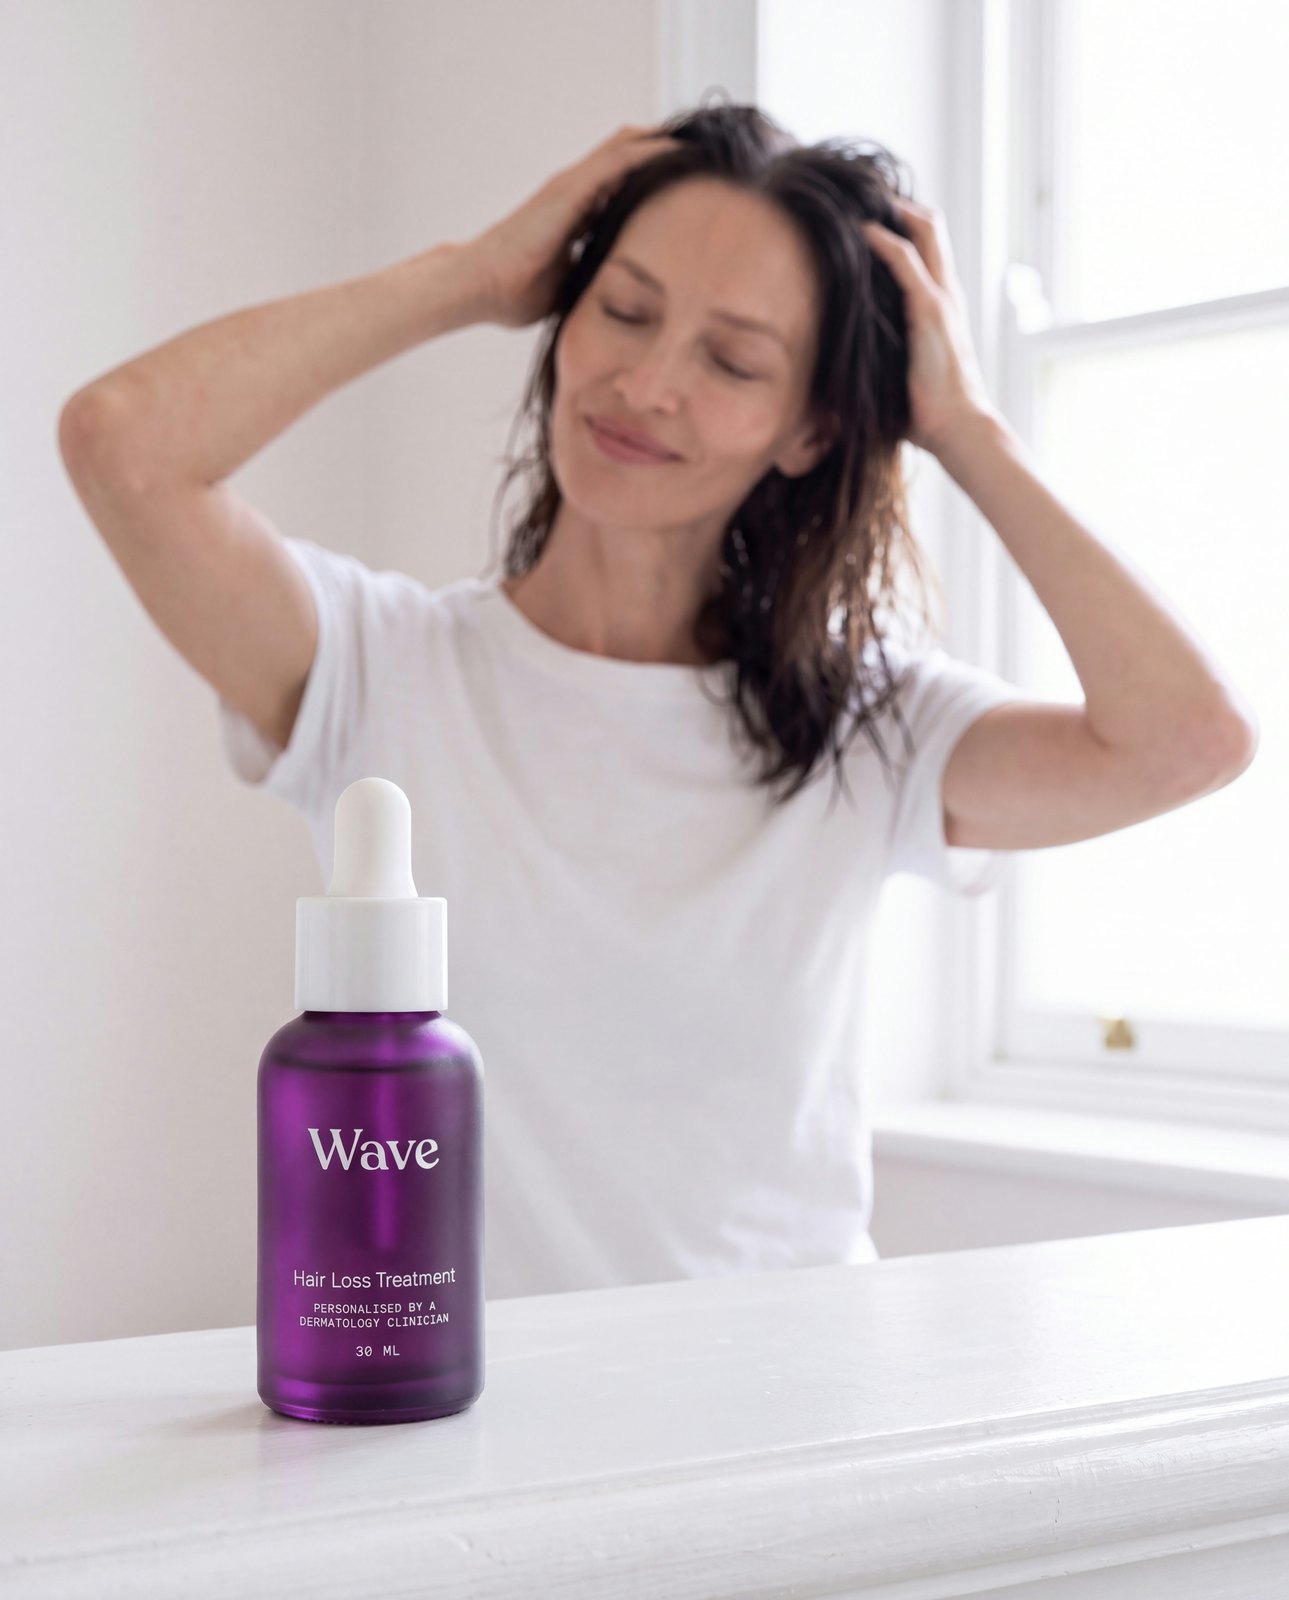 Wave
Hair Loss Treatment
PERSONALISED BY A
DERMATOLOGY CLINICIAN
30 ML